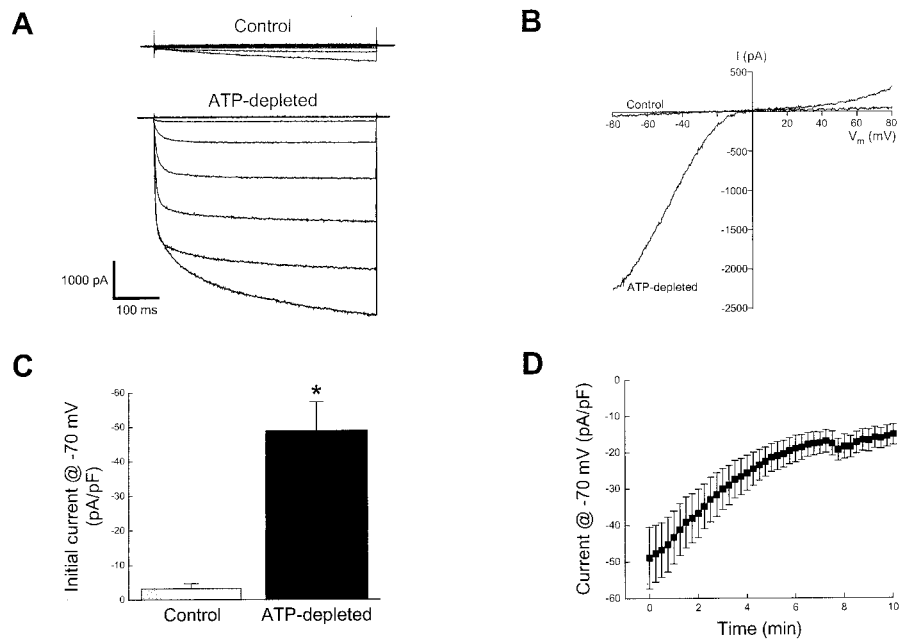 A
Control
ATP-depleted
1000 pA
100 ms
B
I (pA)
500
Control
-80 -60 -40 -20 0 20 40 60 80
Vm (mV)
-500
-1000
-1500
-2000
-2500
ATP-depleted
C
Initial current @ -70 mV
(pA/pF)
-60
-50
-40
-30
-20
-10
0
*
Control ATP-depleted
D
Current @ -70 mV (pA/pF)
0
-10
-20
-30
-40
-50
-60
0 2 4 6 8 10
Time (min)